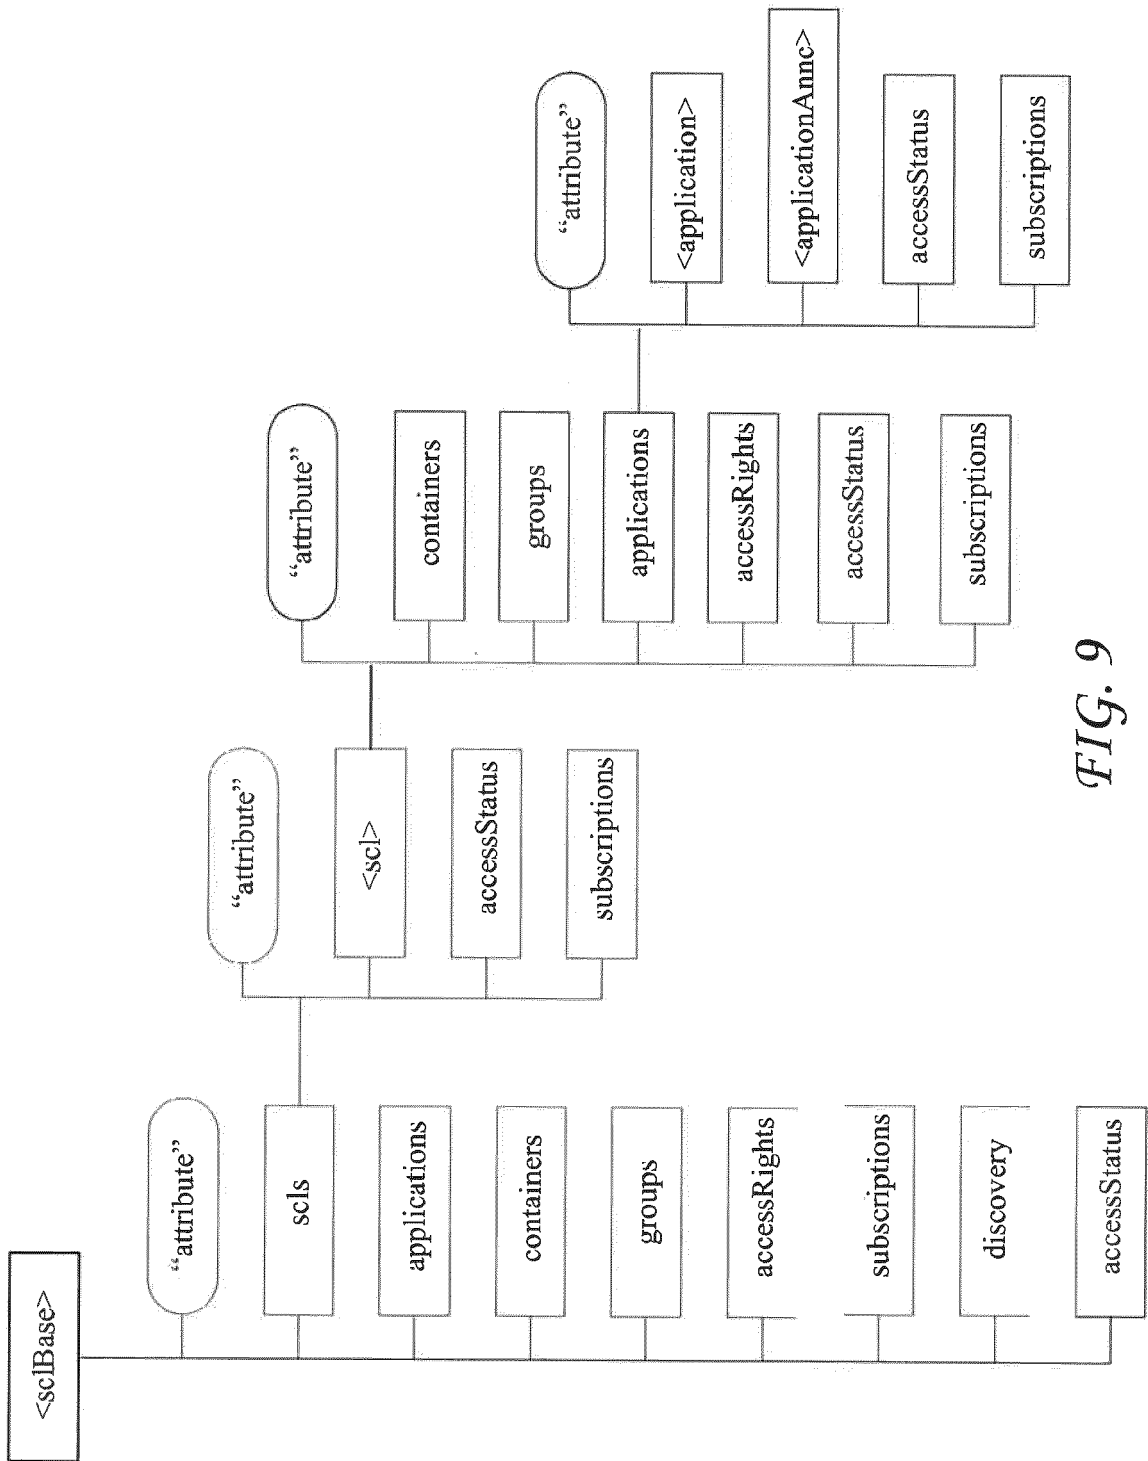 <sclBase>
“attribute”
scls
applications
containers
groups
accessRights
subscriptions
discovery
accessStatus
“attribute”
<scl>
accessStatus
subscriptions
“attribute”
containers
groups
applications
accessRights
accessStatus
subscriptions
“attribute”
<application>
<applicationAnnc>
accessStatus
subscriptions
FIG. 9